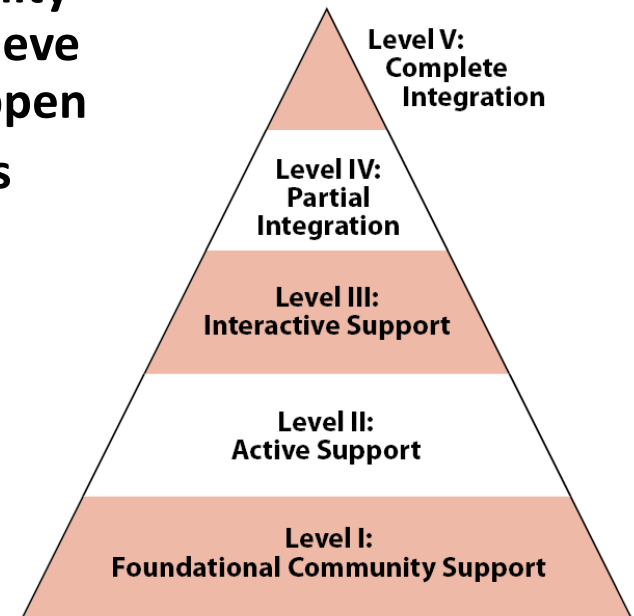 eve
s
Level V:
Complete
Integration
Level IV:
Partial
Integration
Level III:
Interactive Support
Level II:
Active Support
Level I:
Foundational Community Support